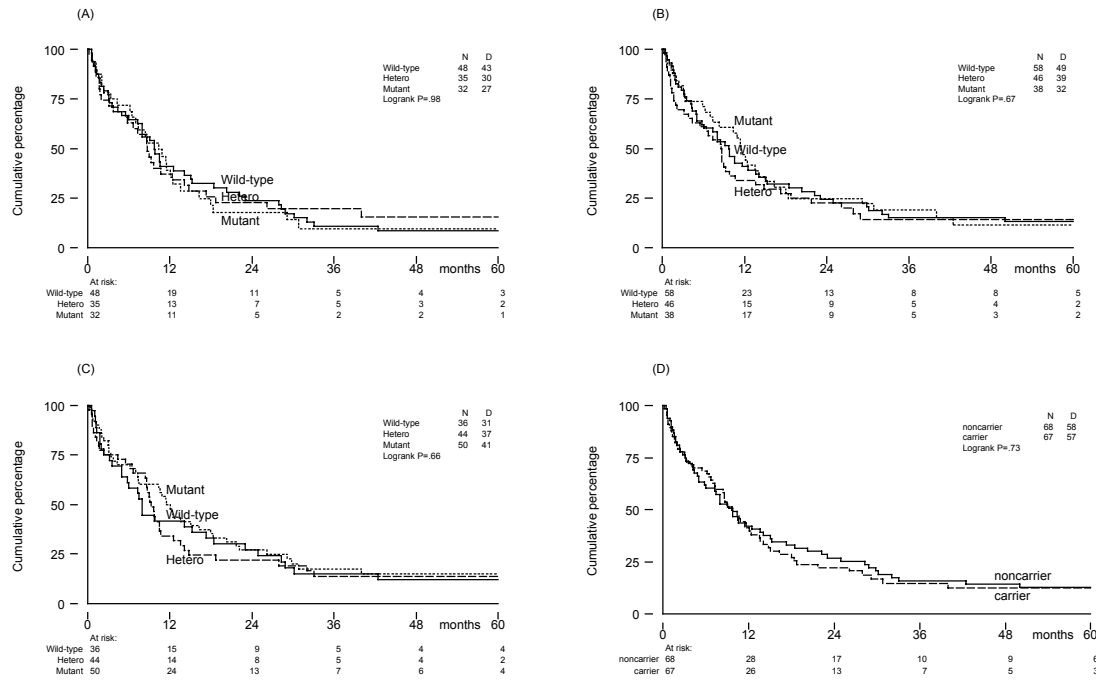 (A)
Cumulative percentage
100
75
50
25
0
N D
Wild-type 48 43
Hetero 35 30
Mutant 32 27
Logrank P=.98
Wild-type
Hetero
Mutant
0 12 24 36 48 months 60
At risk:
Wild-type 48 19 11 5 4 3
Hetero 35 13 7 5 3 2
Mutant 32 11 5 2 2 1
(B)
Cumulative percentage
100
75
50
25
0
N D
Wild-type 58 49
Hetero 46 39
Mutant 38 32
Logrank P=.67
Mutant
Wild-type
Hetero
0 12 24 36 48 months 60
At risk:
Wild-type 58 23 13 8 8 5
Hetero 46 15 9 5 4 2
Mutant 38 17 9 5 3 2
(C)
Cumulative percentage
100
75
50
25
0
N D
Wild-type 36 31
Hetero 44 37
Mutant 50 41
Logrank P=.66
Mutant
Wild-type
Hetero
0 12 24 36 48 months 60
At risk:
Wild-type 36 15 9 5 4 4
Hetero 44 14 8 5 4 2
Mutant 50 24 13 7 6 4
(D)
Cumulative percentage
100
75
50
25
0
N D
noncarrier 68 58
carrier 67 57
Logrank P=.73
noncarrier
carrier
0 12 24 36 48 months 60
At risk:
noncarrier 68 28 17 10 9 6
carrier 67 26 13 7 5 3